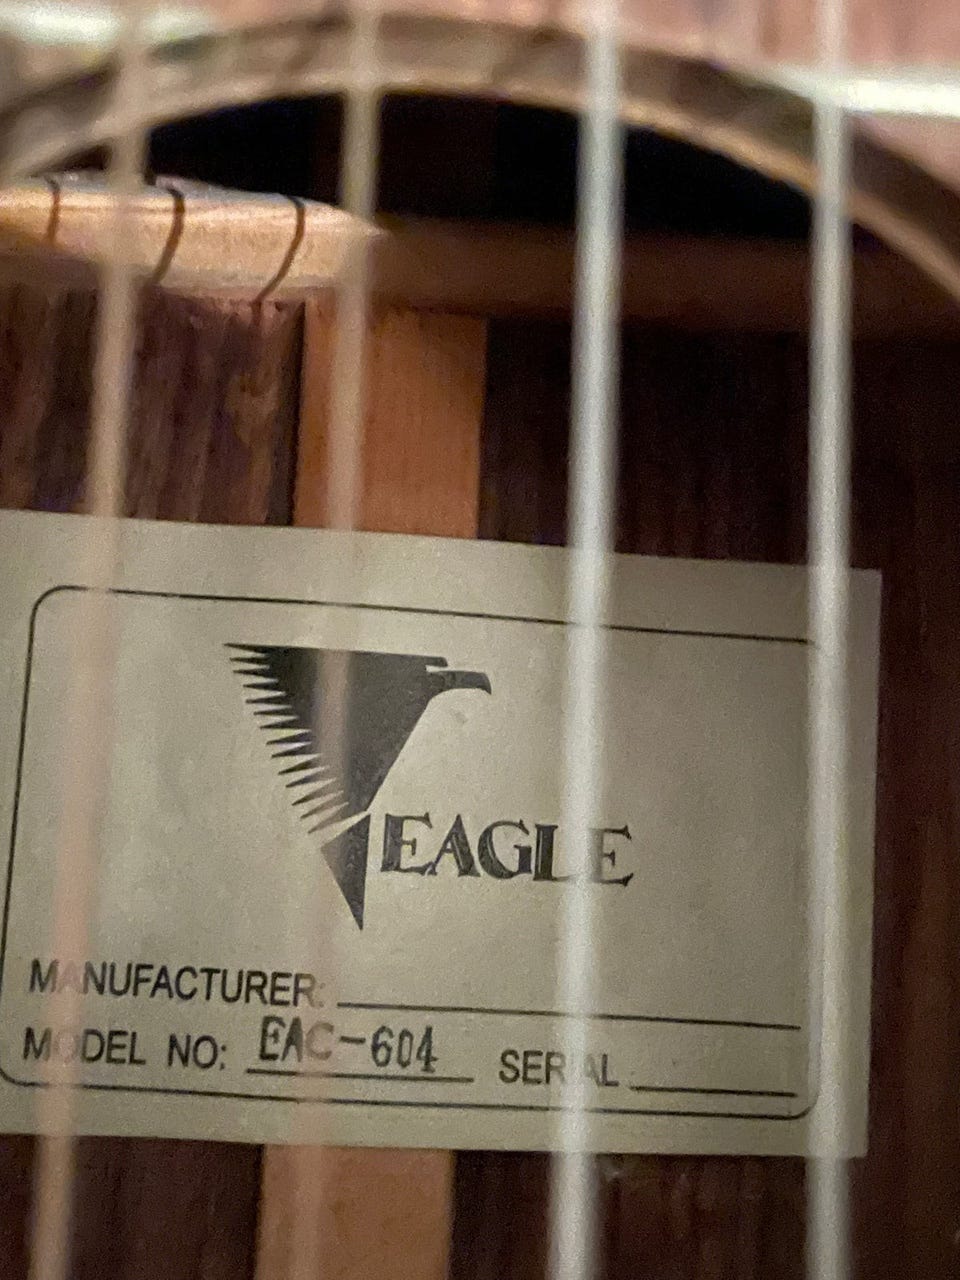 EAGLE
MANUFACTURER:
MODEL NO: EAC-604 SERIAL